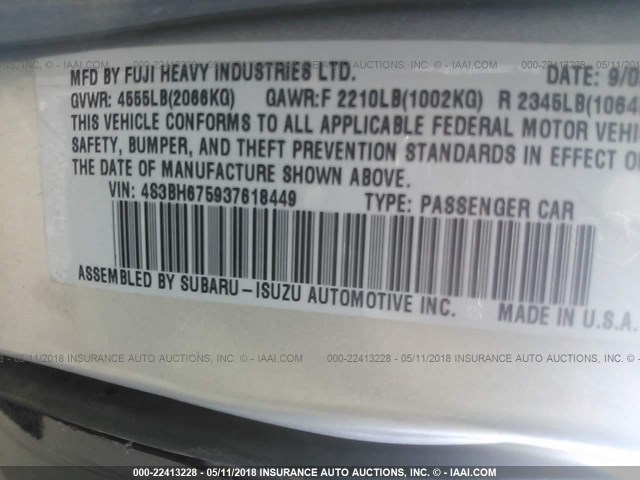 MFD BY FUJI HEAVY INDUSTRIES LTD. DATE: 9/0
GVWR: 4555LB(2066KG) GAWR:F 2210LB(1002KG) R 2345LB(1064
THIS VEHICLE CONFORMS TO ALL APPLICABLE FEDERAL MOTOR VEHI
SAFETY, BUMPER, AND THEFT PREVENTION STANDARDS IN EFFECT O
THE DATE OF MANUFACTURE SHOWN ABOVE.
VIN: 4S3BH675937618449 TYPE: PASSENGER CAR
ASSEMBLED BY SUBARU-ISUZU AUTOMOTIVE INC. MADE IN U.S.A.
000-22413228 - 05/11/2018 INSURANCE AUTO AUCTIONS, INC. - ©IAAI.COM